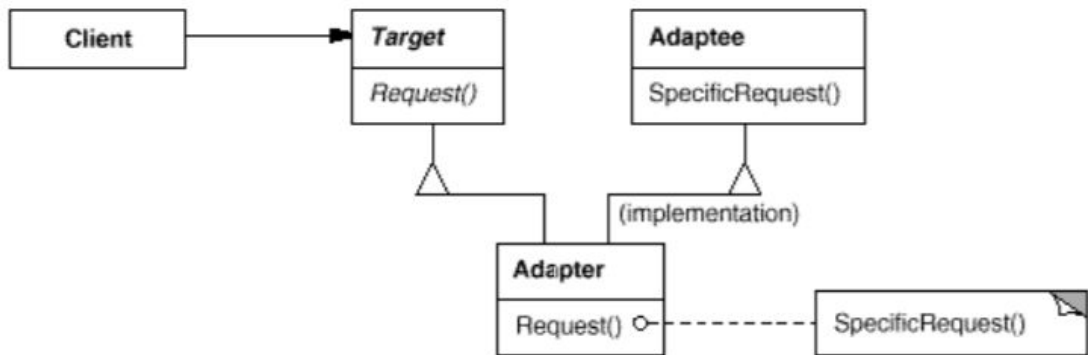 Client
Target
Request()
Adaptee
SpecificRequest()
(implementation)
Adapter
Request()
SpecificRequest()